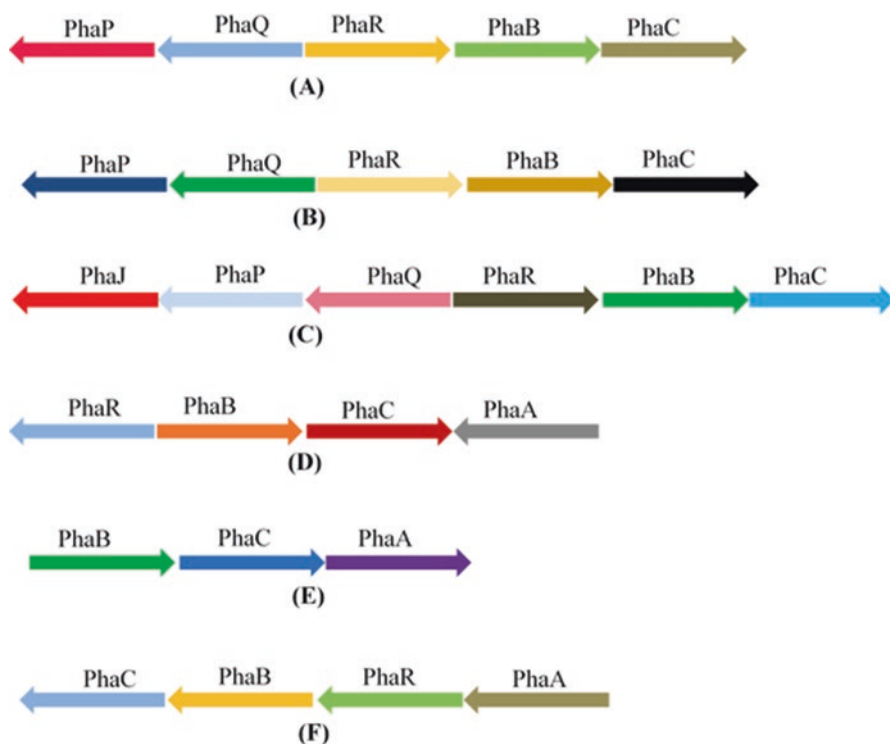 PhaP PhaQ PhaR PhaB PhaC
(A)
PhaP PhaQ PhaR PhaB PhaC
(B)
PhaJ PhaP PhaQ PhaR PhaB PhaC
(C)
PhaR PhaB PhaC PhaA
(D)
PhaB PhaC PhaA
(E)
PhaC PhaB PhaR PhaA
(F)